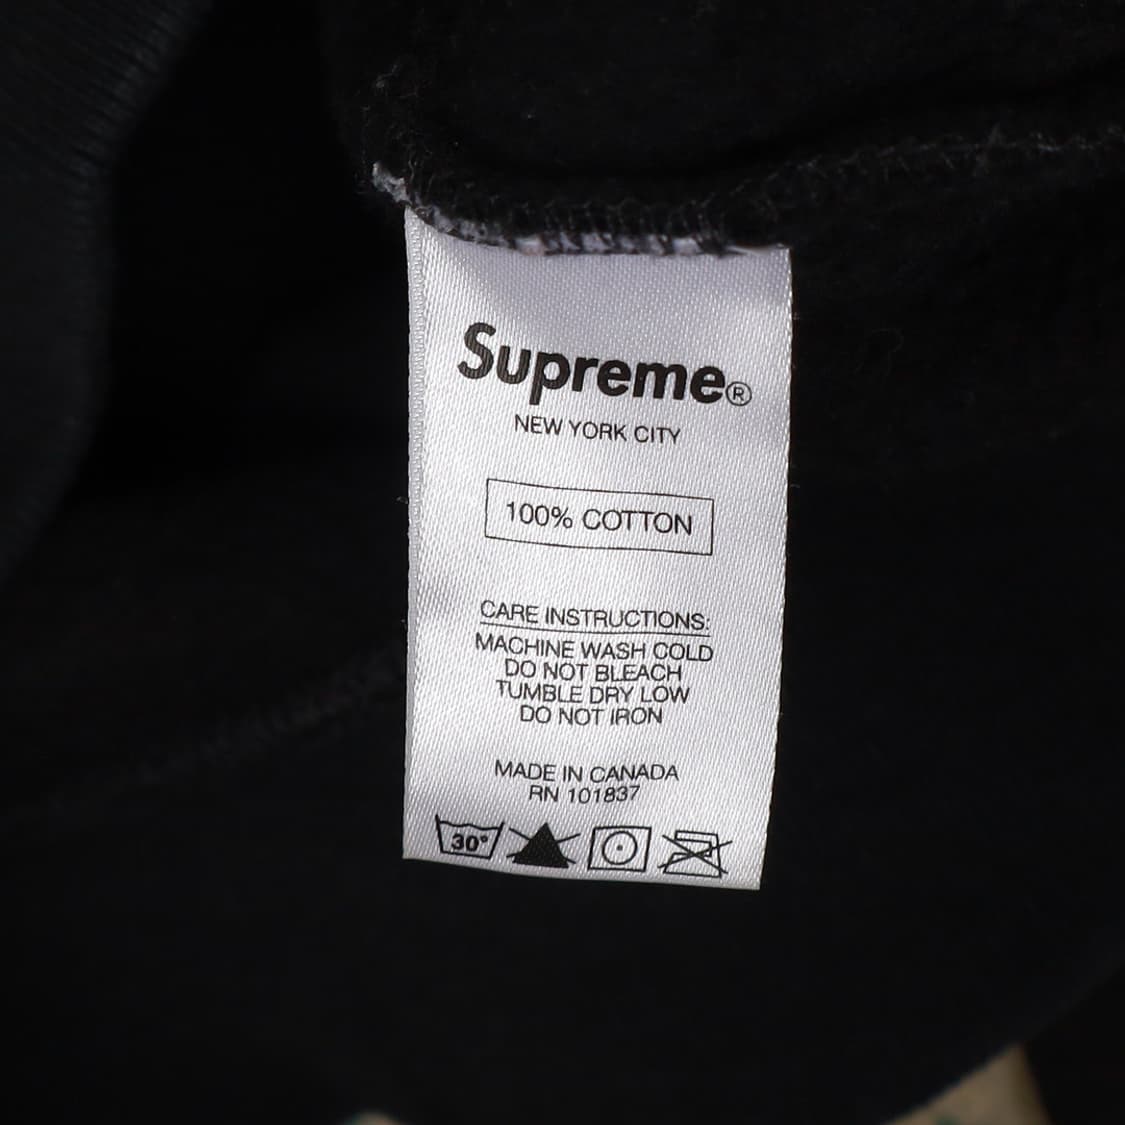 Supreme®
NEW YORK CITY
100% COTTON
CARE INSTRUCTIONS:
MACHINE WASH COLD
DO NOT BLEACH
TUMBLE DRY LOW
DO NOT IRON
MADE IN CANADA
RN 101837
30°